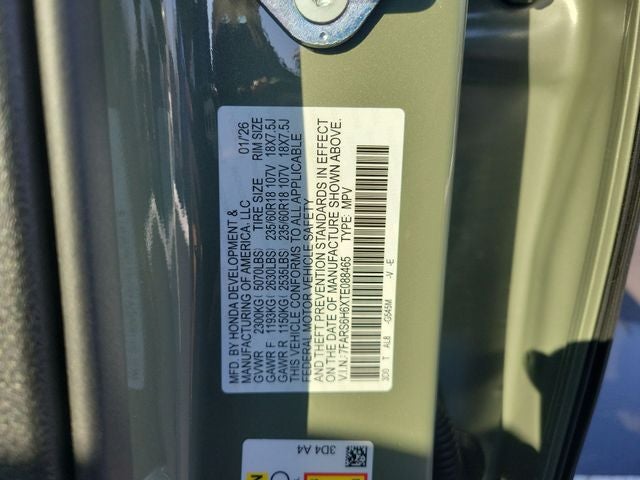 MFD. BY HONDA DEVELOPMENT &
MANUFACTURING OF AMERICA, LLC 01/26
GVWR 2300KG ( 5070LBS) TIRE SIZE RIM SIZE
GAWR F 1193KG ( 2630LBS) 235/60R18 107V 18X7.5J
GAWR R 1150KG ( 2535LBS) 235/60R18 107V 18X7.5J
THIS VEHICLE CONFORMS TO ALL APPLICABLE
FEDERAL MOTOR VEHICLE SAFETY
AND THEFT PREVENTION STANDARDS IN EFFECT
ON THE DATE OF MANUFACTURE SHOWN ABOVE.
V.I.N.: 7FARS6H6XTE088465 TYPE: MPV
3D0 T AL8 -G545M -V -E
3D4 A4